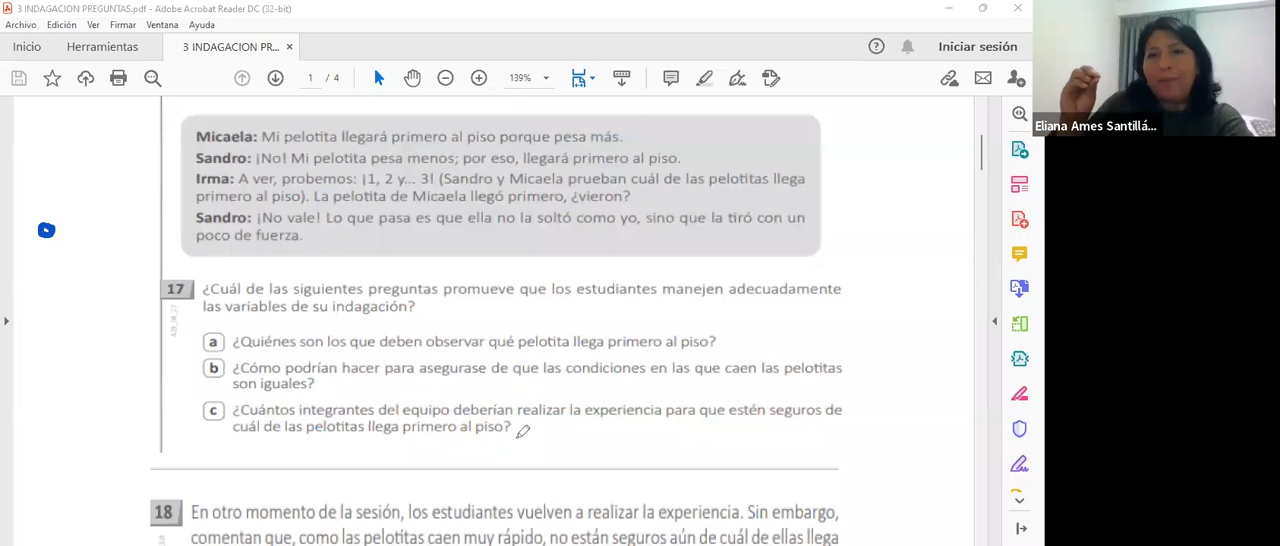 3 INDAGACION PREGUNTAS.pdf - Adobe Acrobat Reader DC (32-bit)
Archivo Edición Ver Firmar Ventana Ayuda
Inicio Herramientas 3 INDAGACION PR... × Iniciar sesión
1 / 4 139%
Micaela: Mi pelotita llegará primero al piso porque pesa más.
Sandro: ¡No! Mi pelotita pesa menos; por eso, llegará primero al piso.
Irma: A ver, probemos: ¡1, 2 y... 3! (Sandro y Micaela prueban cuál de las pelotitas llega
primero al piso). La pelotita de Micaela llegó primero, ¿vieron?
Sandro: ¡No vale! Lo que pasa es que ella no la soltó como yo, sino que la tiró con un
poco de fuerza.
17 ¿Cuál de las siguientes preguntas promueve que los estudiantes manejen adecuadamente
las variables de su indagación?
a ¿Quiénes son los que deben observar qué pelotita llega primero al piso?
b ¿Cómo podrían hacer para asegurase de que las condiciones en las que caen las pelotitas
son iguales?
c ¿Cuántos integrantes del equipo deberían realizar la experiencia para que estén seguros de
cuál de las pelotitas llega primero al piso?
18 En otro momento de la sesión, los estudiantes vuelven a realizar la experiencia. Sin embargo,
comentan que, como las pelotitas caen muy rápido, no están seguros aún de cuál de ellas llega
Eliana Ames Santillá...